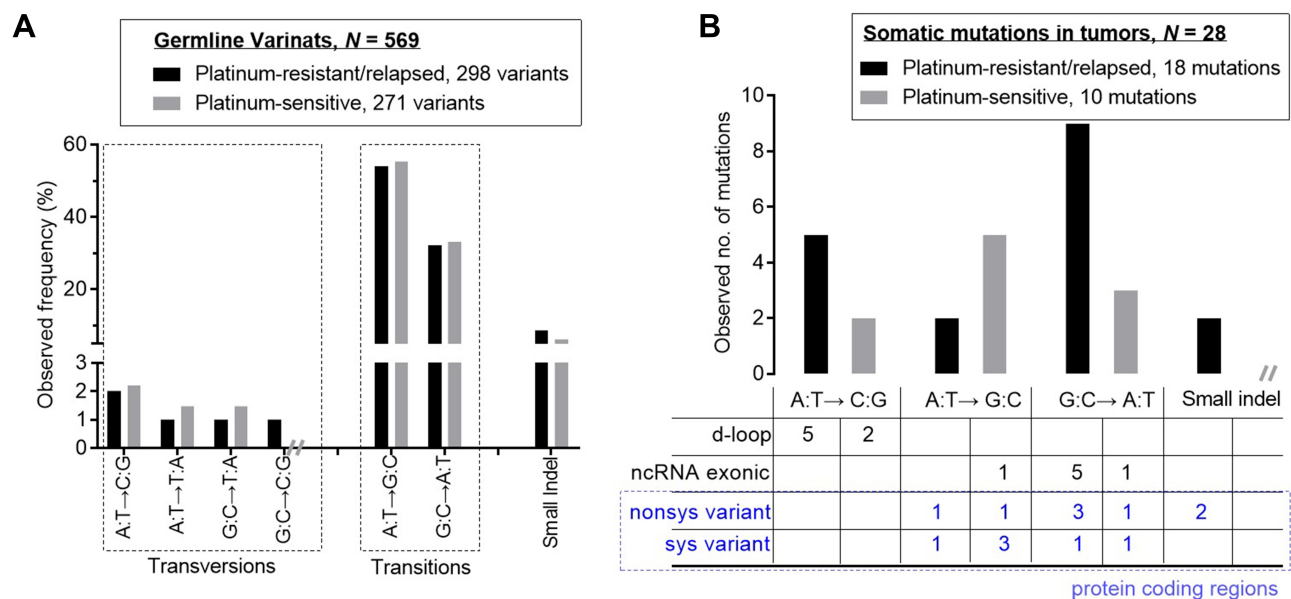 A
Germline Varinats, N = 569
Platinum-resistant/relapsed, 298 variants
Platinum-sensitive, 271 variants
Observed frequency (%)
60
40
20
3
2
1
0
A:T→C:G
A:T→T:A
G:C→T:A
G:C→C:G
A:T→G:C
G:C→A:T
Small Indel
Transversions
Transitions
B
Somatic mutations in tumors, N = 28
Platinum-resistant/relapsed, 18 mutations
Platinum-sensitive, 10 mutations
Observed no. of mutations
10
8
6
4
2
0
A:T→ C:G A:T→ G:C G:C→ A:T Small indel
d-loop 5 2
ncRNA exonic 1 5 1
nonsys variant 1 1 3 1 2
sys variant 1 3 1 1
protein coding regions